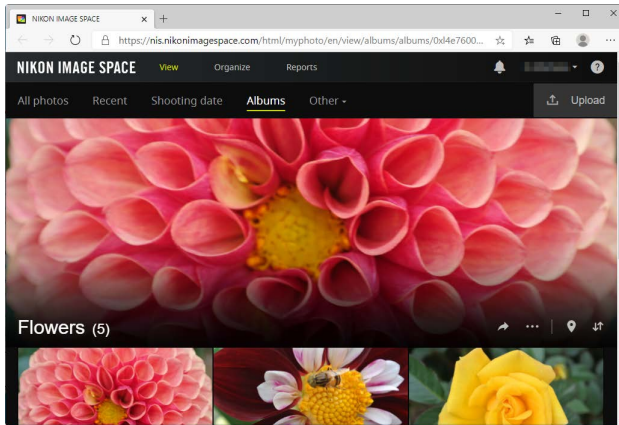 NIKON IMAGE SPACE
https://nis.nikonimagespace.com/html/myphoto/en/view/albums/albums/0xl4e7600...
NIKON IMAGE SPACE View Organize Reports
All photos Recent Shooting date Albums Other Upload
Flowers (5)